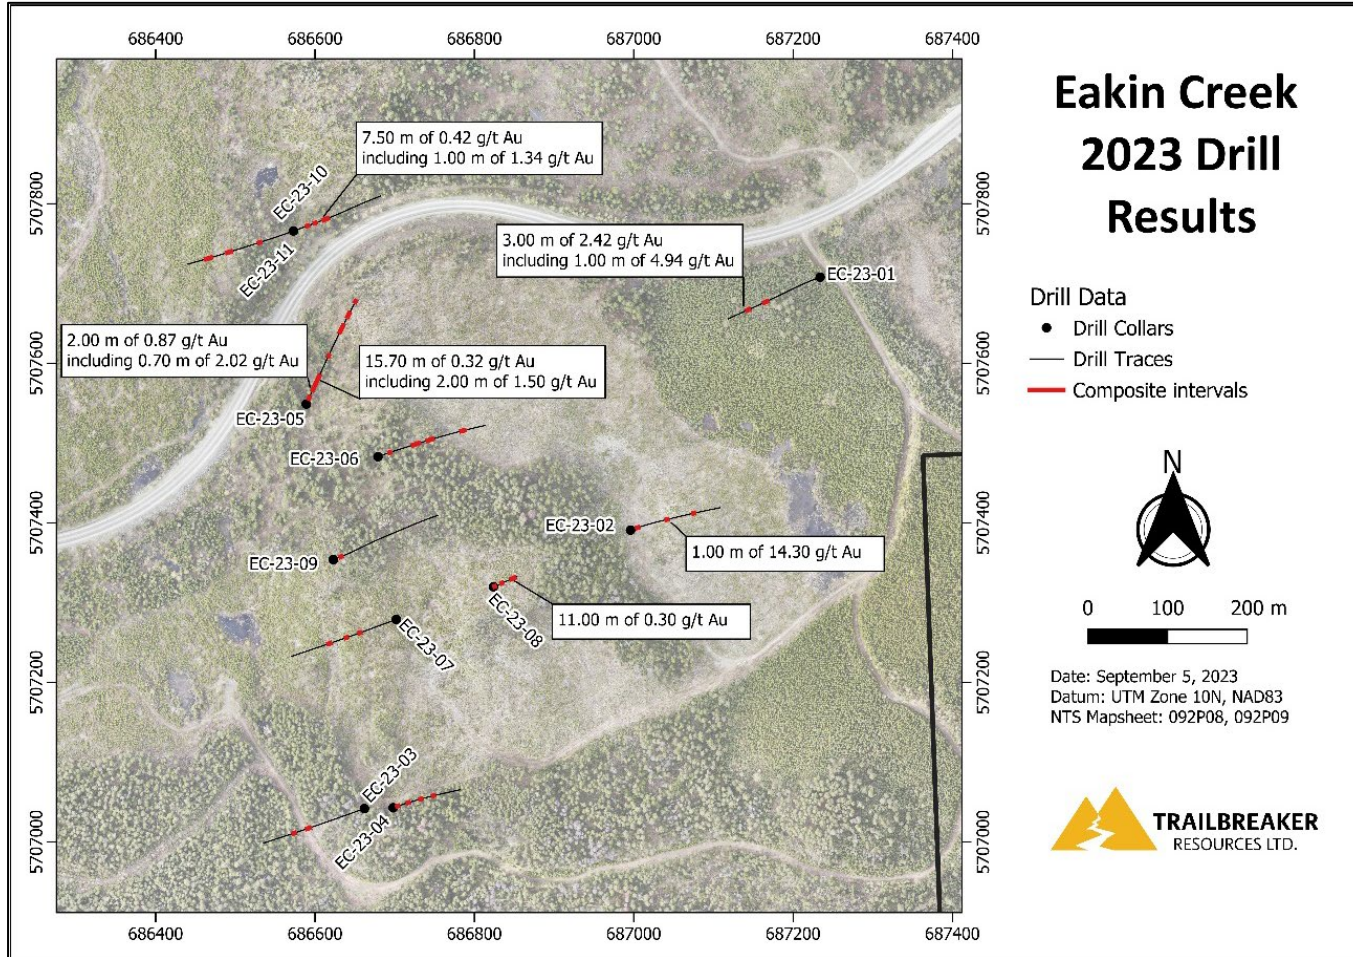 Eakin Creek
2023 Drill
Results
686400
686600
686800
687000
687200
687400
5707800
5707800
EC-23-10
EC-23-11
7.50 m of 0.42 g/t Au
including 1.00 m of 1.34 g/t Au
3.00 m of 2.42 g/t Au
including 1.00 m of 4.94 g/t Au
EC-23-01
5707600
5707600
2.00 m of 0.87 g/t Au
including 0.70 m of 2.02 g/t Au
15.70 m of 0.32 g/t Au
including 2.00 m of 1.50 g/t Au
EC-23-05
EC-23-06
5707400
5707400
EC-23-02
1.00 m of 14.30 g/t Au
EC-23-09
EC-23-08
11.00 m of 0.30 g/t Au
EC-23-07
5707200
5707200
EC-23-03
EC-23-04
5707000
5707000
686400
686600
686800
687000
687200
687400
Drill Data
Drill Collars
Drill Traces
Composite intervals
N
0 100 200 m
Date: September 5, 2023
Datum: UTM Zone 10N, NAD83
NTS Mapsheet: 092P08, 092P09
TRAILBREAKER
RESOURCES LTD.